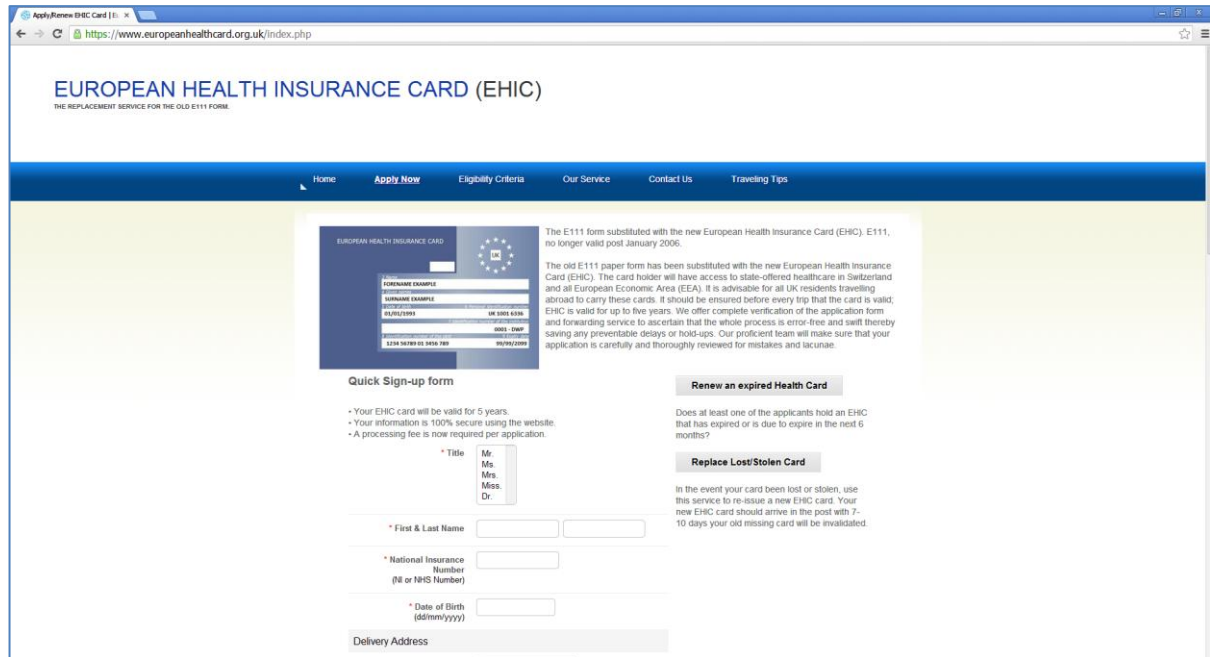 Apply/Renew EHIC Card | E
https://www.europeanhealthcard.org.uk/index.php
EUROPEAN HEALTH INSURANCE CARD (EHIC)
THE REPLACEMENT SERVICE FOR THE OLD E111 FORM.
Home Apply Now Eligibility Criteria Our Service Contact Us Traveling Tips
EUROPEAN HEALTH INSURANCE CARD
UK
FORENAME EXAMPLE
SURNAME EXAMPLE
01/01/1993 UK 1001 6336
0001 - DWP
1234 56789 01 3456 789 99/99/2099
The E111 form substituted with the new European Health Insurance Card (EHIC). E111,
no longer valid post January 2006.
The old E111 paper form has been substituted with the new European Health Insurance
Card (EHIC). The card holder will have access to state-offered healthcare in Switzerland
and all European Economic Area (EEA). It is advisable for all UK residents travelling
abroad to carry these cards. It should be ensured before every trip that the card is valid;
EHIC is valid for up to five years. We offer complete verification of the application form
and forwarding service to ascertain that the whole process is error-free and swift thereby
saving any preventable delays or hold-ups. Our proficient team will make sure that your
application is carefully and thoroughly reviewed for mistakes and lacunae.
Quick Sign-up form
• Your EHIC card will be valid for 5 years.
• Your information is 100% secure using the website.
• A processing fee is now required per application.
* Title
Mr.
Ms.
Mrs.
Miss.
Dr.
* First & Last Name
* National Insurance
Number
(NI or NHS Number)
* Date of Birth
(dd/mm/yyyy)
Delivery Address
Renew an expired Health Card
Does at least one of the applicants hold an EHIC
that has expired or is due to expire in the next 6
months?
Replace Lost/Stolen Card
In the event your card been lost or stolen, use
this service to re-issue a new EHIC card. Your
new EHIC card should arrive in the post with 7-
10 days your old missing card will be invalidated.